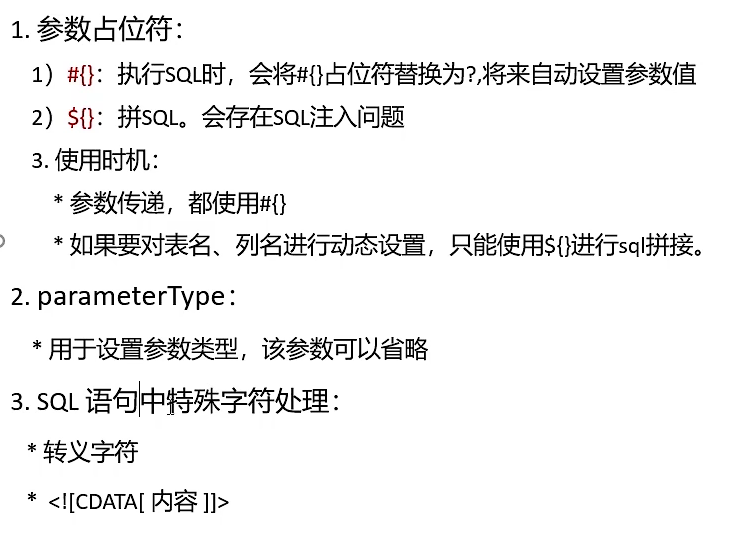 1. 参数占位符：
1）#{}：执行SQL时，会将#{}占位符替换为?,将来自动设置参数值
2）${}：拼SQL。会存在SQL注入问题
3. 使用时机：
* 参数传递，都使用#{}
* 如果要对表名、列名进行动态设置，只能使用${}进行sql拼接。
2. parameterType：
* 用于设置参数类型，该参数可以省略
3. SQL 语句中特殊字符处理：
* 转义字符
* <![CDATA[ 内容 ]]>